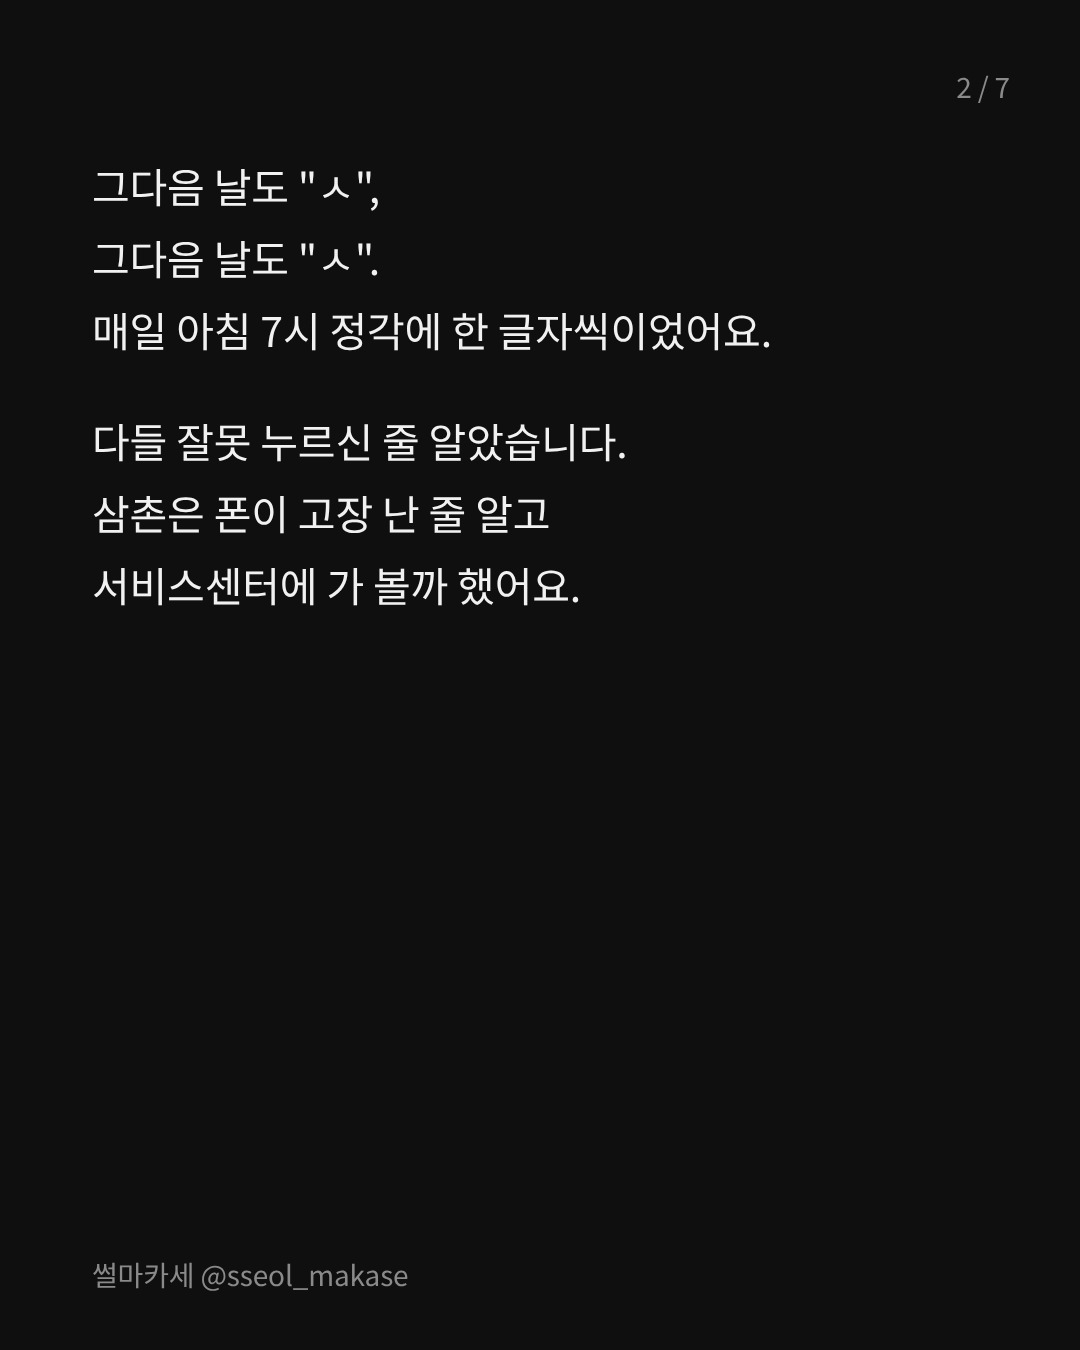 2 / 7
그다음 날도 "ㅅ",
그다음 날도 "ㅅ".
매일 아침 7시 정각에 한 글자씩이었어요.
다들 잘못 누르신 줄 알았습니다.
삼촌은 폰이 고장 난 줄 알고
서비스센터에 가 볼까 했어요.
썰마카세 @sseol_makase